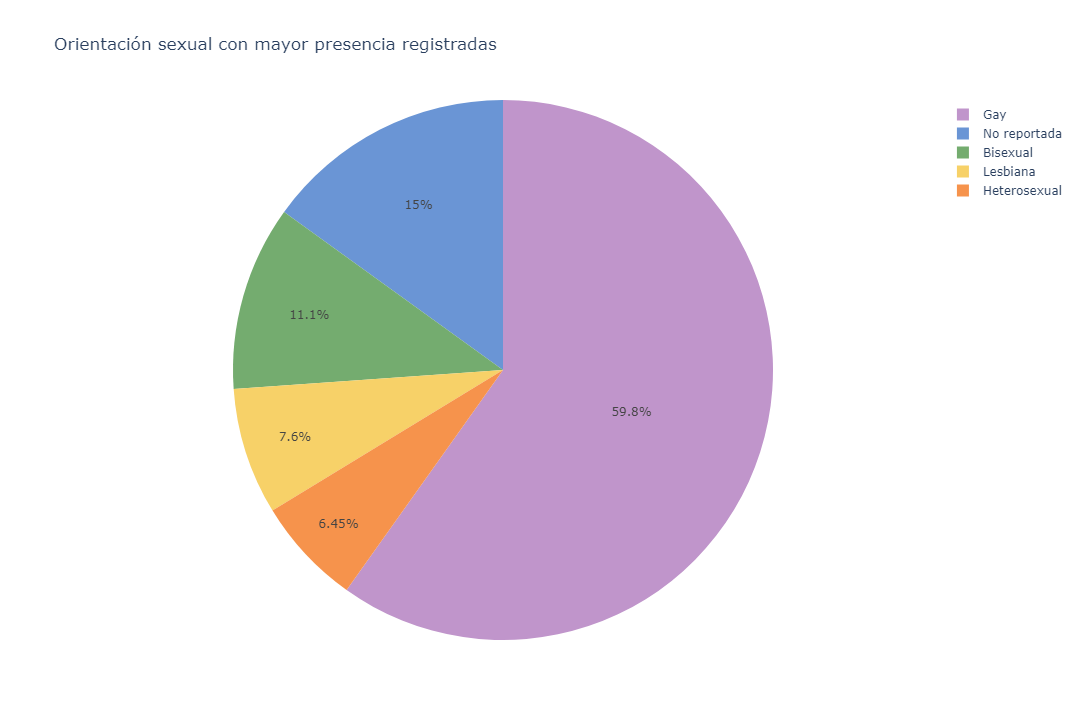 Orientación sexual con mayor presencia registradas
Gay
No reportada
Bisexual
Lesbiana
Heterosexual
15%
11.1%
59.8%
7.6%
6.45%